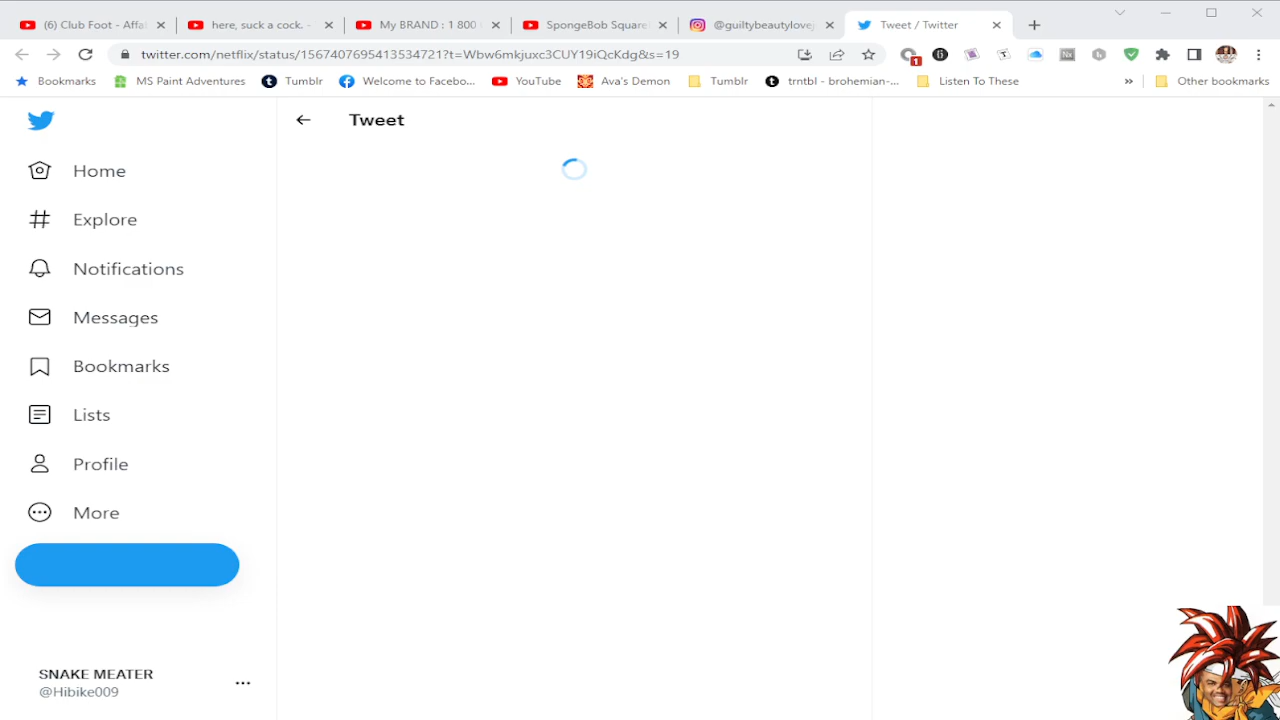 (6) Club Foot - Affa
here, suck a cock. -
My BRAND : 1 800
SpongeBob Square
@guiltybeautylove
Tweet / Twitter
twitter.com/netflix/status/1567407695413534721?t=Wbw6mkjuxc3CUY19iQcKdg&s=19
1
Nx
Bookmarks
MS Paint Adventures
Tumblr
Welcome to Facebo...
YouTube
Ava's Demon
Tumblr
trntbl - brohemian-...
Listen To These
»
Other bookmarks
Tweet
Home
Explore
Notifications
Messages
Bookmarks
Lists
Profile
More
SNAKE MEATER
@Hibike009